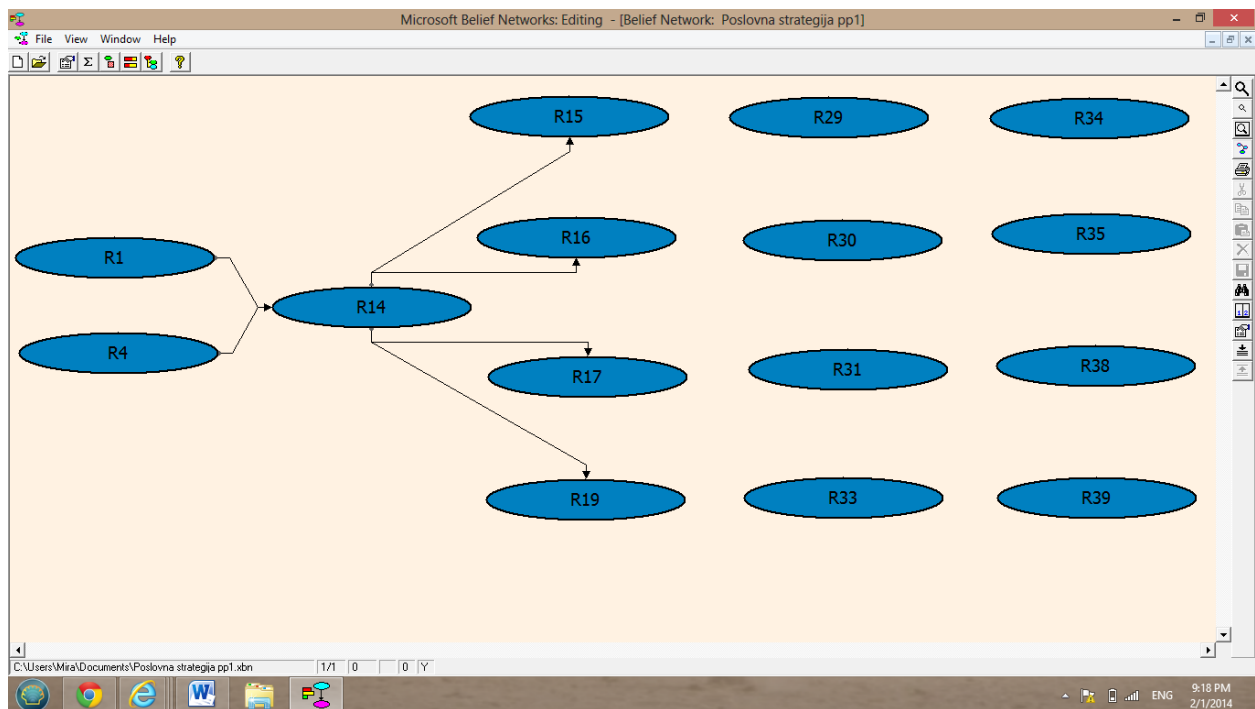 Microsoft Belief Networks: Editing - [Belief Network: Poslovna strategija pp1]
File View Window Help
R15 R29 R34
R16 R30 R35
R1
R14
R4
R17 R31 R38
R19 R33 R39
C:\Users\Mira\Documents\Poslovna strategija pp1.xbn 1/1 0 0 Y
ENG 9:18 PM
2/1/2014